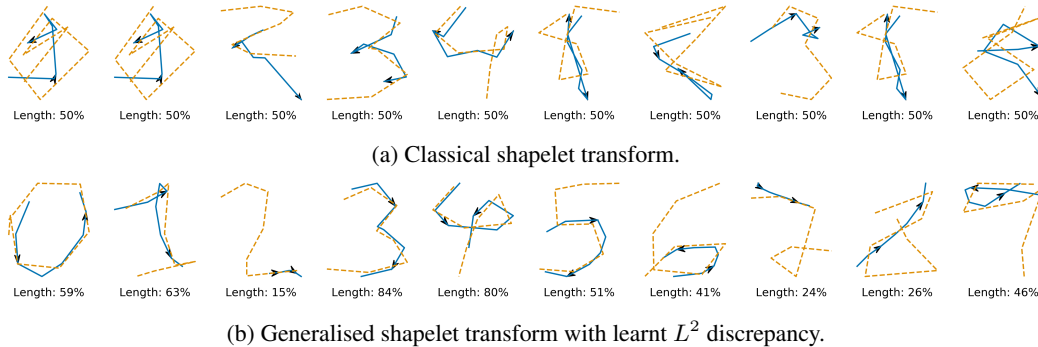 Length: 50% Length: 50% Length: 50% Length: 50% Length: 50% Length: 50% Length: 50% Length: 50% Length: 50% Length: 50%
(a) Classical shapelet transform.
Length: 59% Length: 63% Length: 15% Length: 84% Length: 80% Length: 51% Length: 41% Length: 24% Length: 26% Length: 46%
(b) Generalised shapelet transform with learnt L² discrepancy.